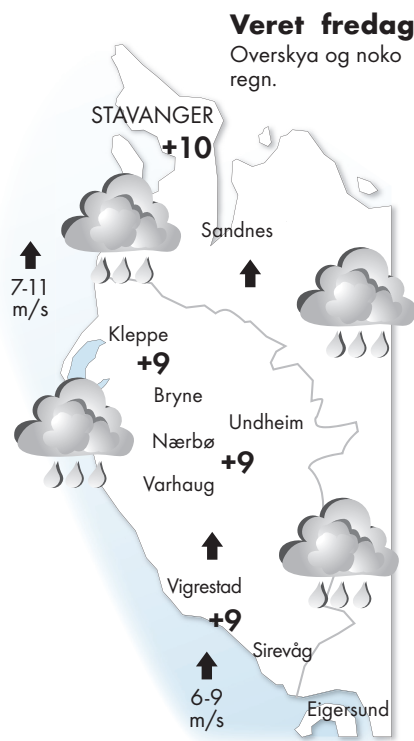 Veret fredag
Overskya og noko
regn.
STAVANGER
+10
Sandnes
7-11
m/s
Kleppe
+9
Bryne
Undheim
Nærbø
+9
Varhaug
Vigrestad
+9
Sirevåg
6-9
m/s
Eigersund